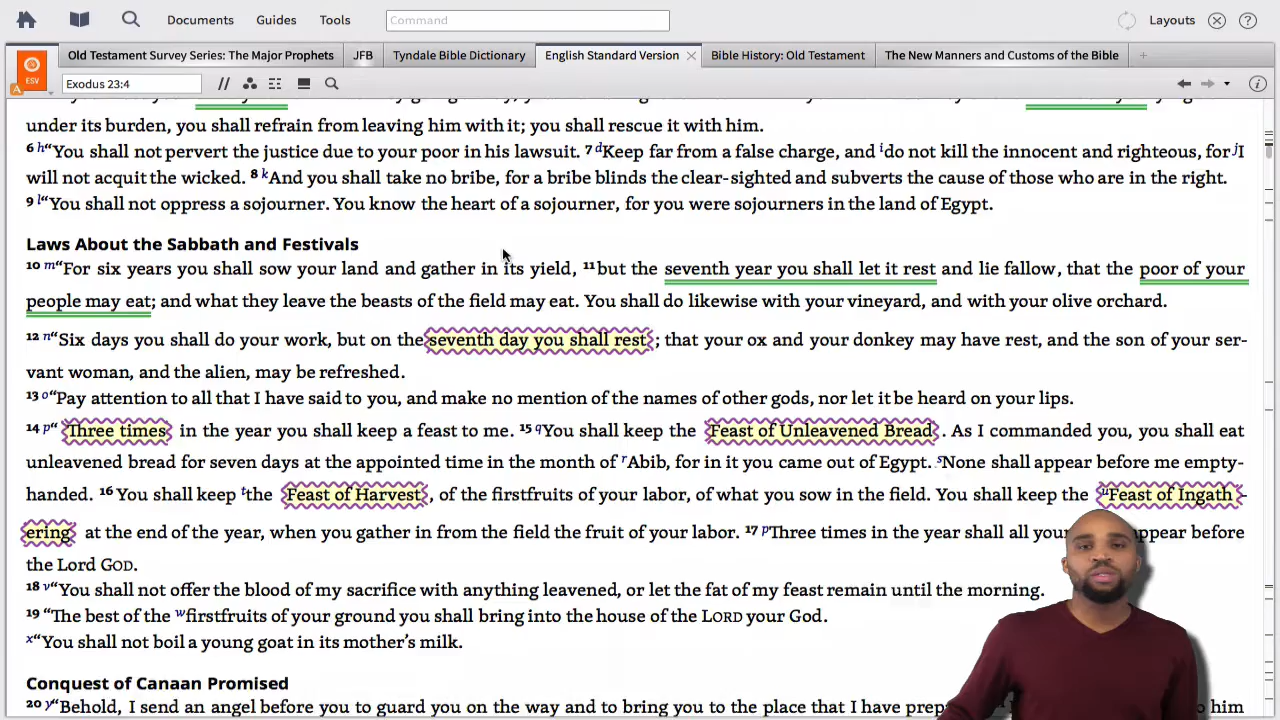 Documents Guides Tools Command Layouts
ESV Old Testament Survey Series: The Major Prophets JFB Tyndale Bible Dictionary English Standard Version Bible History: Old Testament The New Manners and Customs of the Bible
A Exodus 23:4
under its burden, you shall refrain from leaving him with it; you shall rescue it with him.
6 h“You shall not pervert the justice due to your poor in his lawsuit. 7 dKeep far from a false charge, and ido not kill the innocent and righteous, for jI
will not acquit the wicked. 8 kAnd you shall take no bribe, for a bribe blinds the clear-sighted and subverts the cause of those who are in the right.
9 l“You shall not oppress a sojourner. You know the heart of a sojourner, for you were sojourners in the land of Egypt.
Laws About the Sabbath and Festivals
10 m“For six years you shall sow your land and gather in its yield, 11 but the seventh year you shall let it rest and lie fallow, that the poor of your
people may eat; and what they leave the beasts of the field may eat. You shall do likewise with your vineyard, and with your olive orchard.
12 n“Six days you shall do your work, but on the seventh day you shall rest; that your ox and your donkey may have rest, and the son of your ser-
vant woman, and the alien, may be refreshed.
13 o“Pay attention to all that I have said to you, and make no mention of the names of other gods, nor let it be heard on your lips.
14 p“Three times in the year you shall keep a feast to me. 15 qYou shall keep the Feast of Unleavened Bread. As I commanded you, you shall eat
unleavened bread for seven days at the appointed time in the month of rAbib, for in it you came out of Egypt. sNone shall appear before me empty-
handed. 16 You shall keep tthe Feast of Harvest, of the firstfruits of your labor, of what you sow in the field. You shall keep the uFeast of Ingath-
ering at the end of the year, when you gather in from the field the fruit of your labor. 17 pThree times in the year shall all your appear before
the Lord GOD.
18 v“You shall not offer the blood of my sacrifice with anything leavened, or let the fat of my feast remain until the morning.
19 “The best of the wfirstfruits of your ground you shall bring into the house of the LORD your God.
x“You shall not boil a young goat in its mother’s milk.
Conquest of Canaan Promised
20 y“Behold, I send an angel before you to guard you on the way and to bring you to the place that I have him